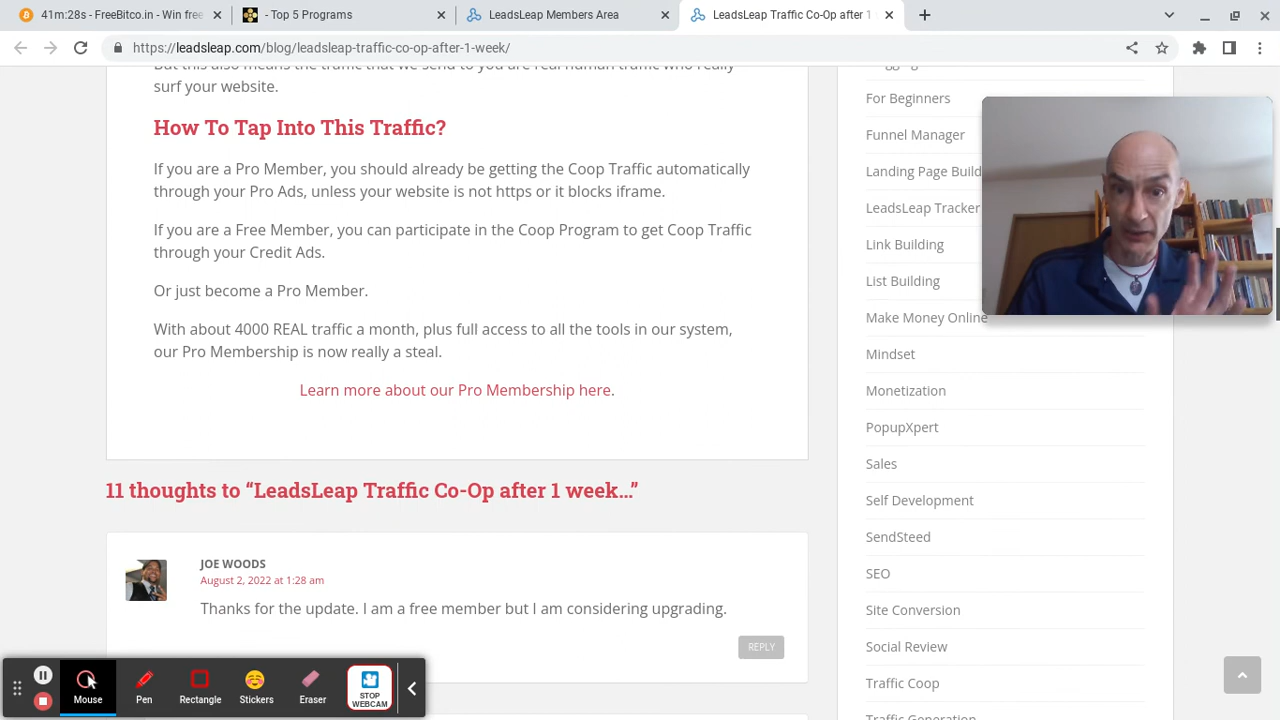 41m:28s - FreeBitco.in - Win free
- Top 5 Programs
LeadsLeap Members Area
LeadsLeap Traffic Co-Op after 1
https://leadsleap.com/blog/leadsleap-traffic-co-op-after-1-week/
But this also means the traffic that we send to you are real human traffic who really
surf your website.
How To Tap Into This Traffic?
If you are a Pro Member, you should already be getting the Coop Traffic automatically
through your Pro Ads, unless your website is not https or it blocks iframe.
If you are a Free Member, you can participate in the Coop Program to get Coop Traffic
through your Credit Ads.
Or just become a Pro Member.
With about 4000 REAL traffic a month, plus full access to all the tools in our system,
our Pro Membership is now really a steal.
Learn more about our Pro Membership here.
11 thoughts to “LeadsLeap Traffic Co-Op after 1 week…”
JOE WOODS
August 2, 2022 at 1:28 am
Thanks for the update. I am a free member but I am considering upgrading.
REPLY
For Beginners
Funnel Manager
Landing Page Build
LeadsLeap Tracker
Link Building
List Building
Make Money Online
Mindset
Monetization
PopupXpert
Sales
Self Development
SendSteed
SEO
Site Conversion
Social Review
Traffic Coop
Traffic Generation
Mouse
Pen
Rectangle
Stickers
Eraser
STOP
WEBCAM